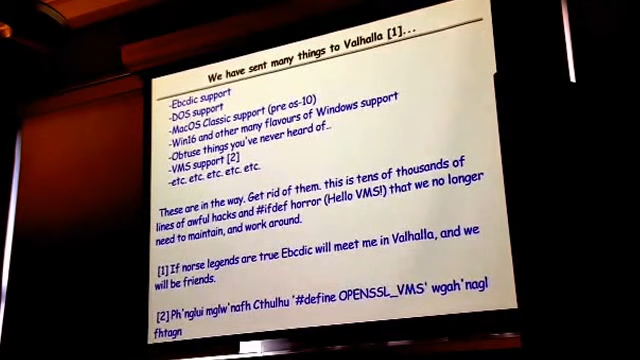 We have sent many things to Valhalla [1]...
-Ebcdic support
-DOS support
-MacOS Classic support (pre os-10)
-Win16 and other many flavours of Windows support
-Obtuse things you've never heard of..
-VMS support [2]
-etc. etc. etc. etc. etc.
These are in the way. Get rid of them. this is tens of thousands of
lines of awful hacks and #ifdef horror (Hello VMS!) that we no longer
need to maintain, and work around.
[1] If norse legends are true Ebcdic will meet me in Valhalla, and we
will be friends.
[2] Ph'nglui mglw'nafh Cthulhu '#define OPENSSL_VMS' wgah'nagl
fhtagn